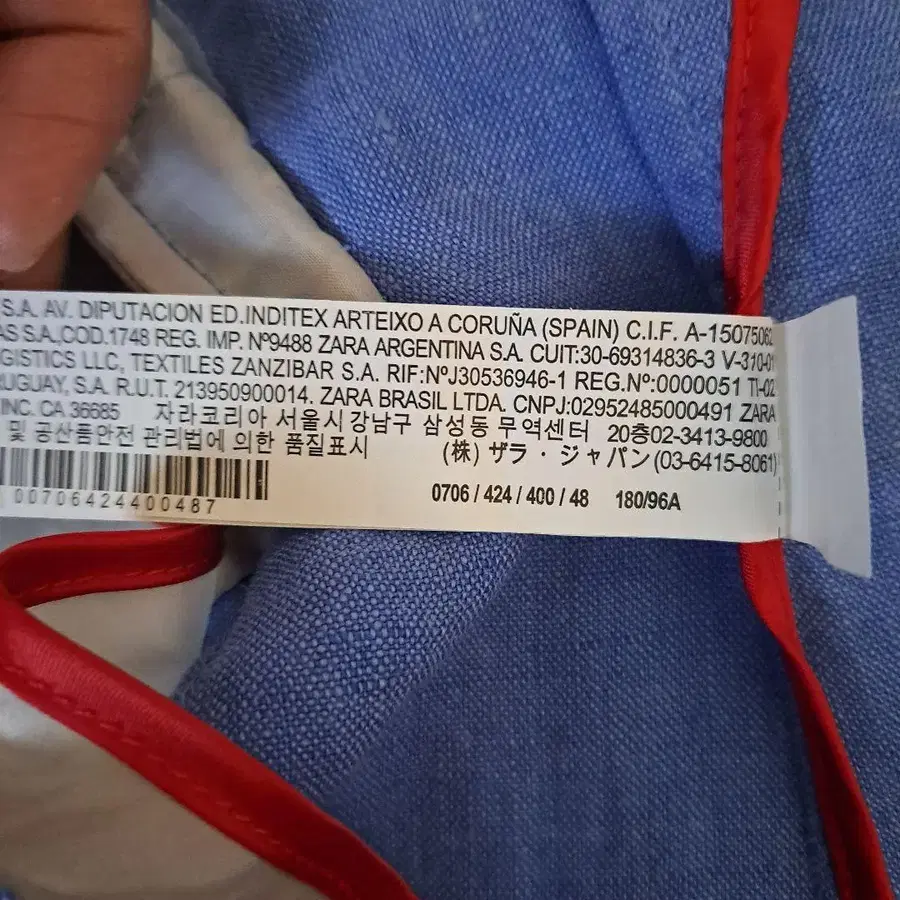 S.A. AV. DIPUTACION ED.INDITEX ARTEIXO A CORUÑA (SPAIN) C.I.F. A-15075062
AS S.A.COD.1748 REG. IMP. Nº9488 ZARA ARGENTINA S.A. CUIT:30-69314836-3 V-310-01
GISTICS LLC, TEXTILES ZANZIBAR S.A. RIF:NºJ30536946-1 REG.Nº:0000051 TI-02
RUGUAY, S.A. R.U.T. 213950900014. ZARA BRASIL LTDA. CNPJ:02952485000491 ZARA
INC. CA 36685 자라코리아 서울시 강남구 삼성동 무역센터 20층02-3413-9800
및 공산품안전 관리법에 의한 품질표시 (株) ザラ・ジャパン(03-6415-8061)
00706424400487 0706 / 424 / 400 / 48 180/96A